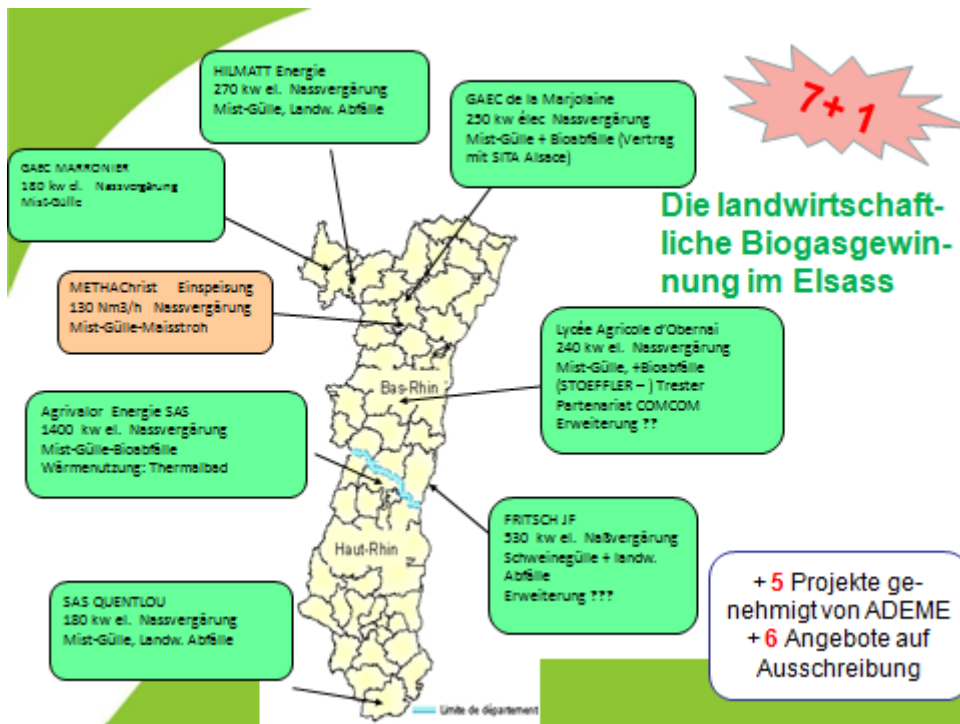 HILMATT Energie
270 kw el. Nassvergärung
Mist-Gülle, Landw. Abfälle
GAEC de la Marjolaine
250 kw élec Nassvergärung
Mist-Gülle + Bioabfälle (Vertrag
mit SITA Alsace)
7+ 1
GAEC MARRONIER
180 kw el. Nassvergärung
Mist-Gülle
Die landwirtschaft-
liche Biogasgewin-
nung im Elsass
METHAChrist Einspeisung
130 Nm3/h Nassvergärung
Mist-Gülle-Maisstroh
Lycée Agricole d'Obernai
240 kw el. Nassvergärung
Mist-Gülle, +Bioabfälle
(STOEFFLER – ) Trester
Partenariat COMCOM
Erweiterung ??
Bas-Rhin
Agrivalor Energie SAS
1400 kw el. Nassvergärung
Mist-Gülle-Bioabfälle
Wärmenutzung: Thermalbad
FRITSCH JF
530 kw el. Naßvergärung
Schweinegülle + landw.
Abfälle
Erweiterung ???
Haut-Rhin
SAS QUENTLOU
180 kw el. Nassvergärung
Mist-Gülle, Landw. Abfälle
+ 5 Projekte ge-
nehmigt von ADEME
+ 6 Angebote auf
Ausschreibung
Limite de département